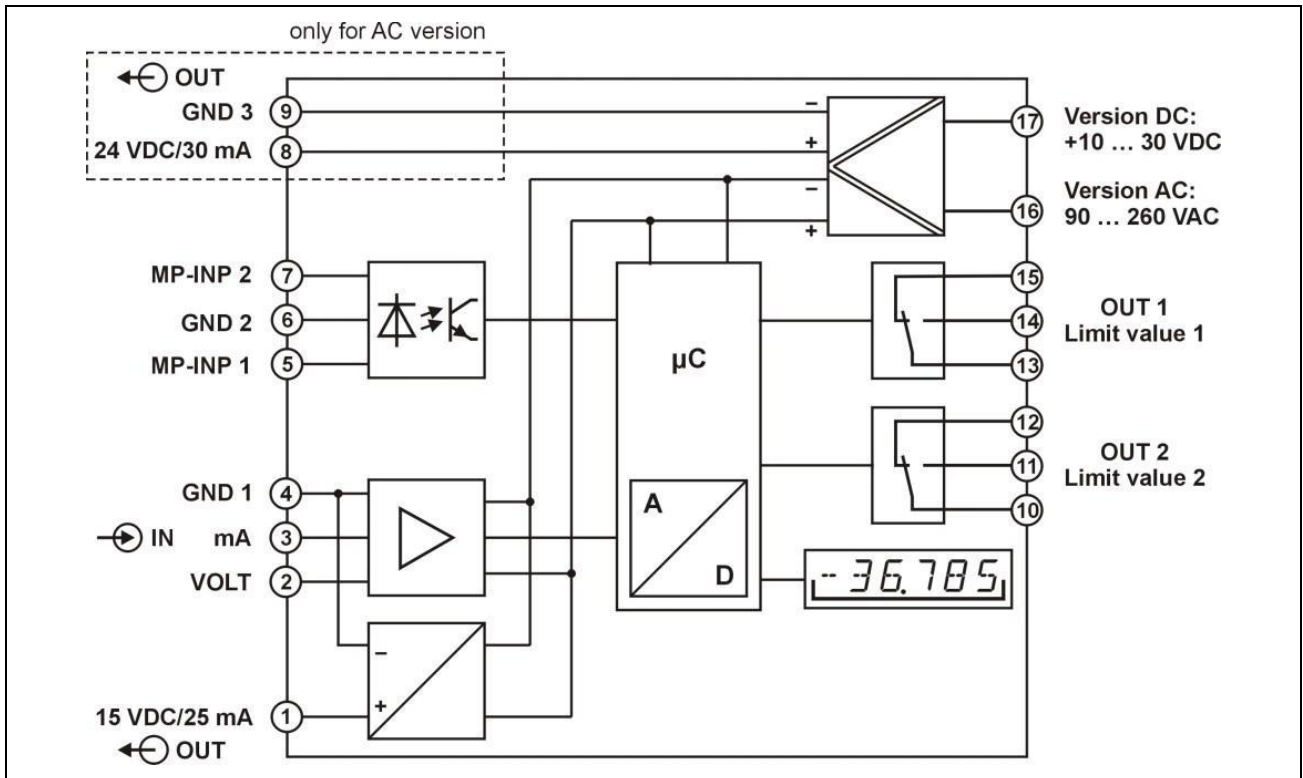 only for AC version
OUT
GND 3 9
24 VDC/30 mA 8
− 17 Version DC:
+10 … 30 VDC
+
− 16 Version AC:
90 … 260 VAC
+
MP-INP 2 7
GND 2 6
MP-INP 1 5
µC
15
14 OUT 1
Limit value 1
13
12
11 OUT 2
Limit value 2
10
GND 1 4
IN mA 3
VOLT 2
A
D
-36.785
−
+
15 VDC/25 mA 1
OUT